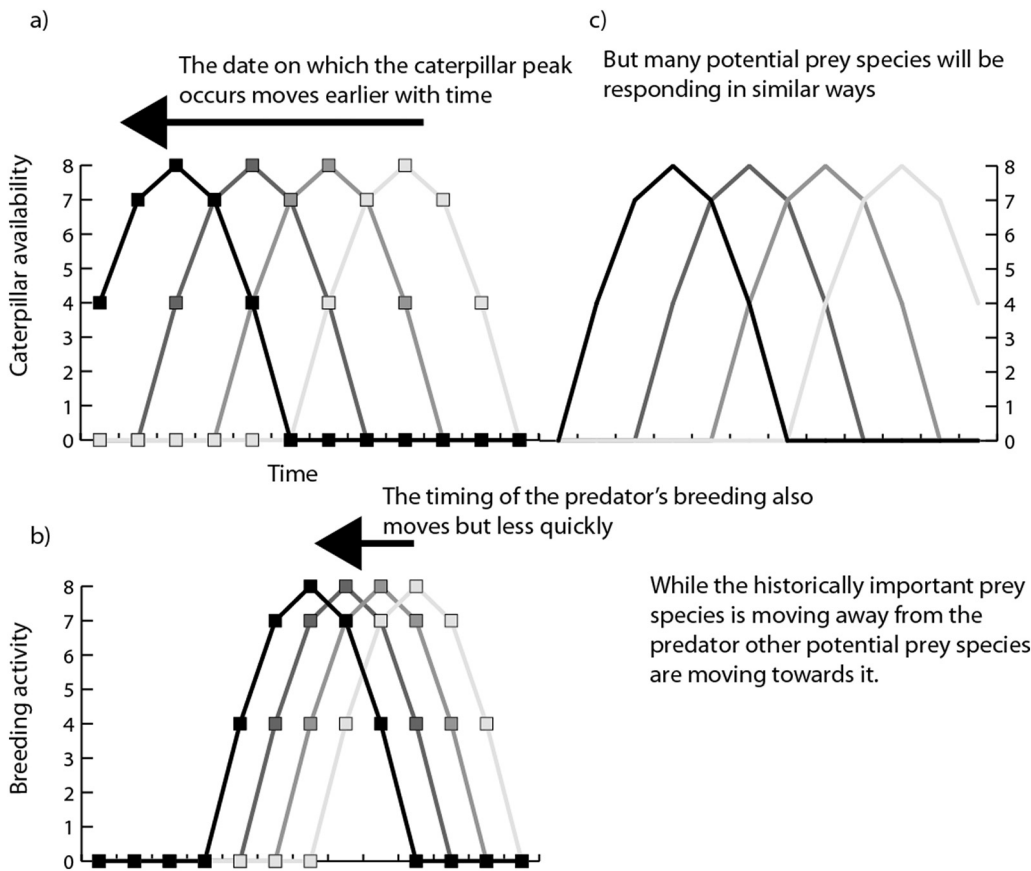 a)
The date on which the caterpillar peak
occurs moves earlier with time
8
7
6
5
4
3
2
1
0
Caterpillar availability
Time
c)
But many potential prey species will be
responding in similar ways
8
7
6
5
4
3
2
1
0
b)
The timing of the predator's breeding also
moves but less quickly
8
7
6
5
4
3
2
1
0
Breeding activity
While the historically important prey
species is moving away from the
predator other potential prey species
are moving towards it.